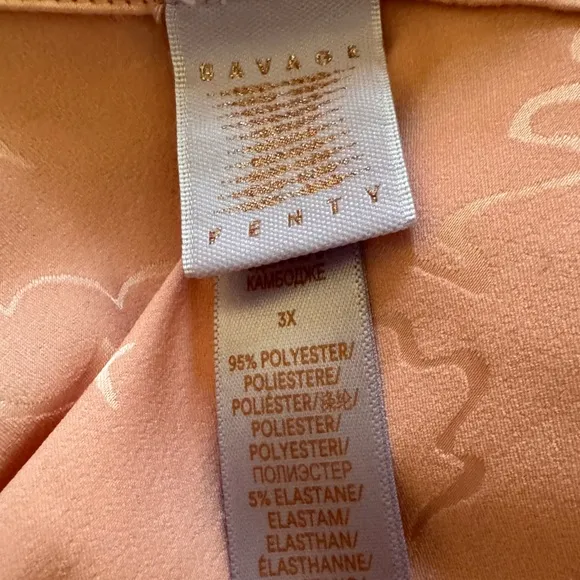 SAVAGE
X
FENTY
КАМБОДЖЕ
3X
95% POLYESTER/
POLIESTERE/
POLIÉSTER/涤纶/
POLIESTER/
POLYESTERI/
ПОЛИЭСТЕР
5% ELASTANE/
ELASTAM/
ELASTHAN/
ÉLASTHANNE/